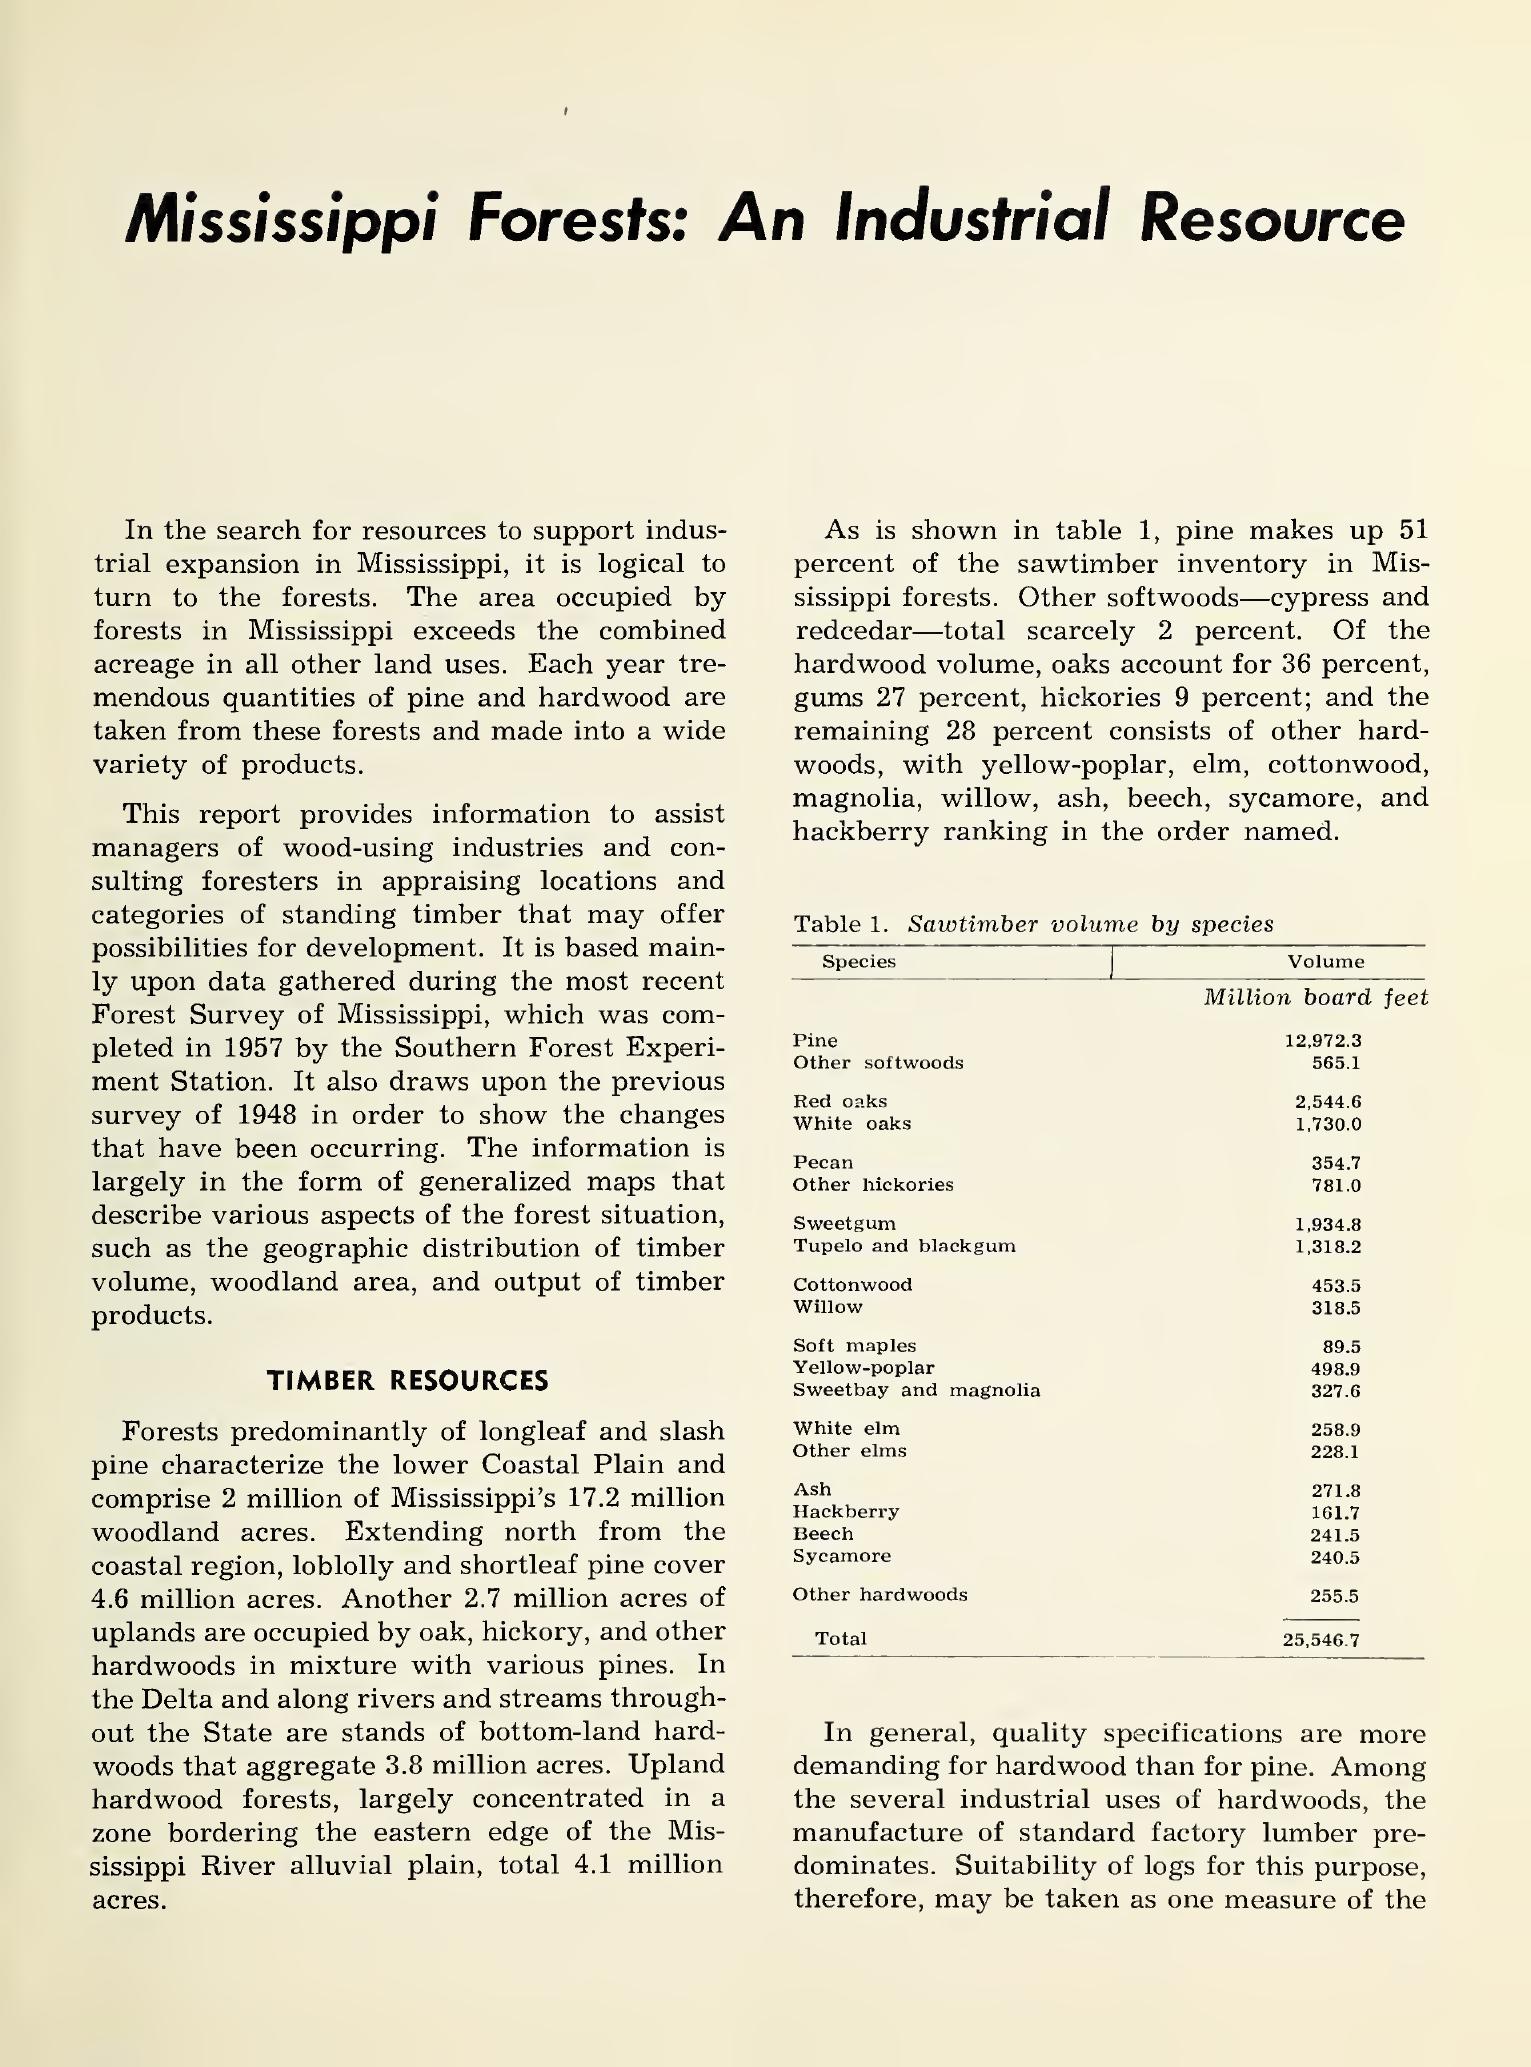 Mississippi Forests: An Industrial Resource
In the search for resources to support indus-
trial expansion in Mississippi, it is logical to
turn to the forests. The area occupied by
forests in Mississippi exceeds the combined
acreage in all other land uses. Each year tre-
mendous quantities of pine and hardwood are
taken from these forests and made into a wide
variety of products.
This report provides information to assist
managers of wood-using industries and con-
sulting foresters in appraising locations and
categories of standing timber that may offer
possibilities for development. It is based main-
ly upon data gathered during the most recent
Forest Survey of Mississippi, which was com-
pleted in 1957 by the Southern Forest Experi-
ment Station. It also draws upon the previous
survey of 1948 in order to show the changes
that have been occurring. The information is
largely in the form of generalized maps that
describe various aspects of the forest situation,
such as the geographic distribution of timber
volume, woodland area, and output of timber
products.
TIMBER RESOURCES
Forests predominantly of longleaf and slash
pine characterize the lower Coastal Plain and
comprise 2 million of Mississippi's 17.2 million
woodland acres. Extending north from the
coastal region, loblolly and shortleaf pine cover
4.6 million acres. Another 2.7 million acres of
uplands are occupied by oak, hickory, and other
hardwoods in mixture with various pines. In
the Delta and along rivers and streams through-
out the State are stands of bottom-land hard-
woods that aggregate 3.8 million acres. Upland
hardwood forests, largely concentrated in a
zone bordering the eastern edge of the Mis-
sissippi River alluvial plain, total 4.1 million
acres.
As is shown in table 1, pine makes up 51
percent of the sawtimber inventory in Mis-
sissippi forests. Other softwoods—cypress and
redcedar—total scarcely 2 percent. Of the
hardwood volume, oaks account for 36 percent,
gums 27 percent, hickories 9 percent; and the
remaining 28 percent consists of other hard-
woods, with yellow-poplar, elm, cottonwood,
magnolia, willow, ash, beech, sycamore, and
hackberry ranking in the order named.
Table 1. Sawtimber volume by species
Species Volume
Million board feet
Pine 12,972.3
Other softwoods 565.1
Red oaks 2,544.6
White oaks 1,730.0
Pecan 354.7
Other hickories 781.0
Sweetgum 1,934.8
Tupelo and blackgum 1,318.2
Cottonwood 453.5
Willow 318.5
Soft maples 89.5
Yellow-poplar 498.9
Sweetbay and magnolia 327.6
White elm 258.9
Other elms 228.1
Ash 271.8
Hackberry 161.7
Beech 241.5
Sycamore 240.5
Other hardwoods 255.5
Total 25,546.7
In general, quality specifications are more
demanding for hardwood than for pine. Among
the several industrial uses of hardwoods, the
manufacture of standard factory lumber pre-
dominates. Suitability of logs for this purpose,
therefore, may be taken as one measure of the